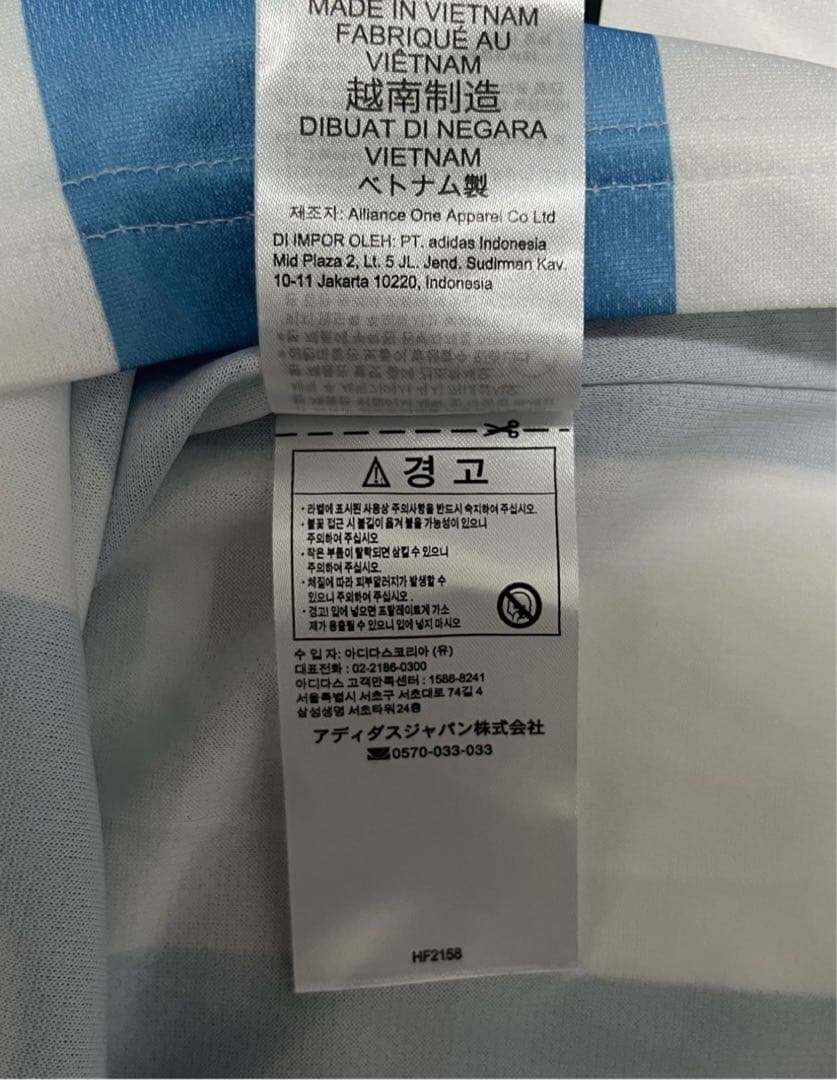 MADE IN VIETNAM
FABRIQUÉ AU
VIÊTNAM
越南制造
DIBUAT DI NEGARA
VIETNAM
ベトナム製
제조자: Alliance One Apparel Co Ltd
DI IMPOR OLEH: PT. adidas Indonesia
Mid Plaza 2, Lt. 5 JL. Jend. Sudirman Kav.
10-11 Jakarta 10220, Indonesia
경 고
· 라벨에 표시된 사용상 주의사항을 반드시 숙지하여 주십시오.
· 불꽃 접근 시 불길이 옮겨 붙을 가능성이 있으니
주의하여 주십시오
· 작은 부품이 탈락되면 삼킬 수 있으니
주의하여 주십시오.
· 체질에 따라 피부알러지가 발생할 수
있으니 주의하여 주십시오 .
· 경고! 입에 넣으면 프탈레이트계 가소
제가 용출될 수 있으니 입에 넣지 마시오
수 입 자: 아디다스코리아 (유)
대표전화 : 02-2186-0300
아디다스 고객만족센터 : 1588-8241
서울특별시 서초구 서초대로 74길 4
삼성생명 서초타워 24층
アディダスジャパン株式会社
0570-033-033
HF2158